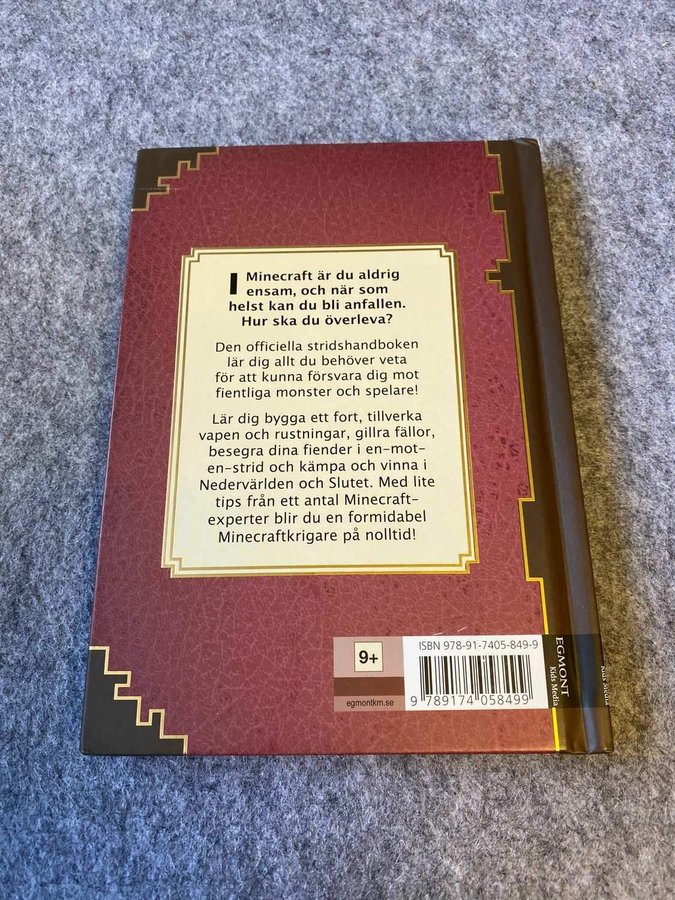 I Minecraft är du aldrig
ensam, och när som
helst kan du bli anfallen.
Hur ska du överleva?
Den officiella stridshandboken
lär dig allt du behöver veta
för att kunna försvara dig mot
fientliga monster och spelare!
Lär dig bygga ett fort, tillverka
vapen och rustningar, gillra fällor,
besegra dina fiender i en-mot-
en-strid och kämpa och vinna i
Nedervärlden och Slutet. Med lite
tips från ett antal Minecraft-
experter blir du en formidabel
Minecraftkrigare på nolltid!
9+
egmontkm.se
ISBN 978-91-7405-849-9
9 789174 058499
EGMONT
Kids Media
Kids Media